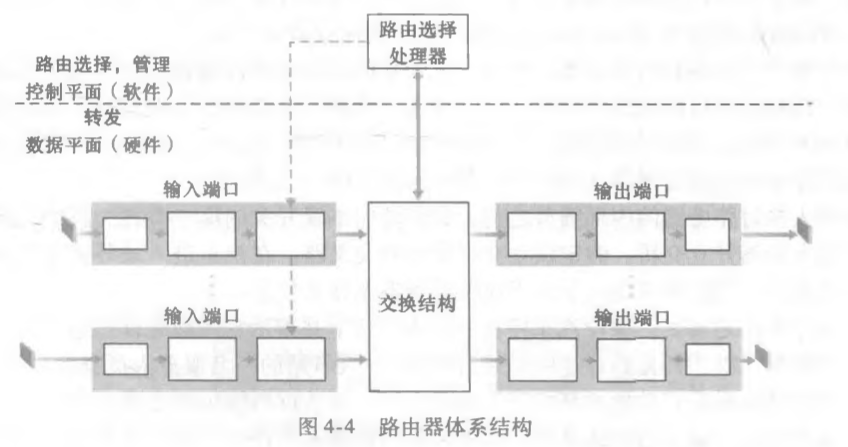 路由选择
处理器
路由选择，管理
控制平面（软件）
转发
数据平面（硬件）
输入端口
输出端口
交换结构
输入端口
输出端口
图 4-4 路由器体系结构